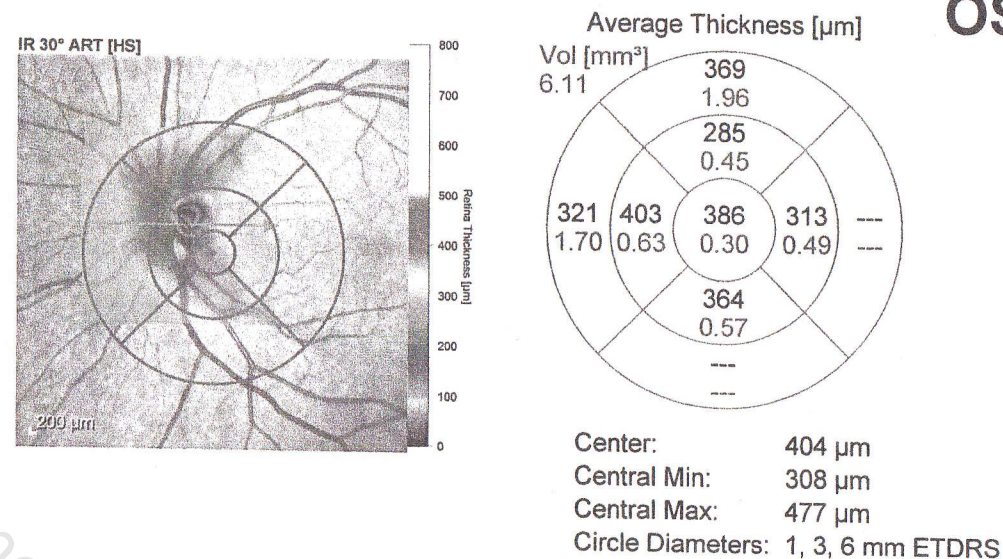 OS
Average Thickness [µm]
IR 30° ART [HS]
800
700
600
500
400
300
200
100
0
Retina Thickness [µm]
200 µm
Vol [mm³]
6.11
369
1.96
285
0.45
321 403 386 313 ---
1.70 0.63 0.30 0.49 ---
364
0.57
---
---
Center: 404 µm
Central Min: 308 µm
Central Max: 477 µm
Circle Diameters: 1, 3, 6 mm ETDRS